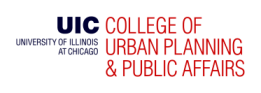 UIC COLLEGE OF
UNIVERSITY OF ILLINOIS URBAN PLANNING
AT CHICAGO & PUBLIC AFFAIRS